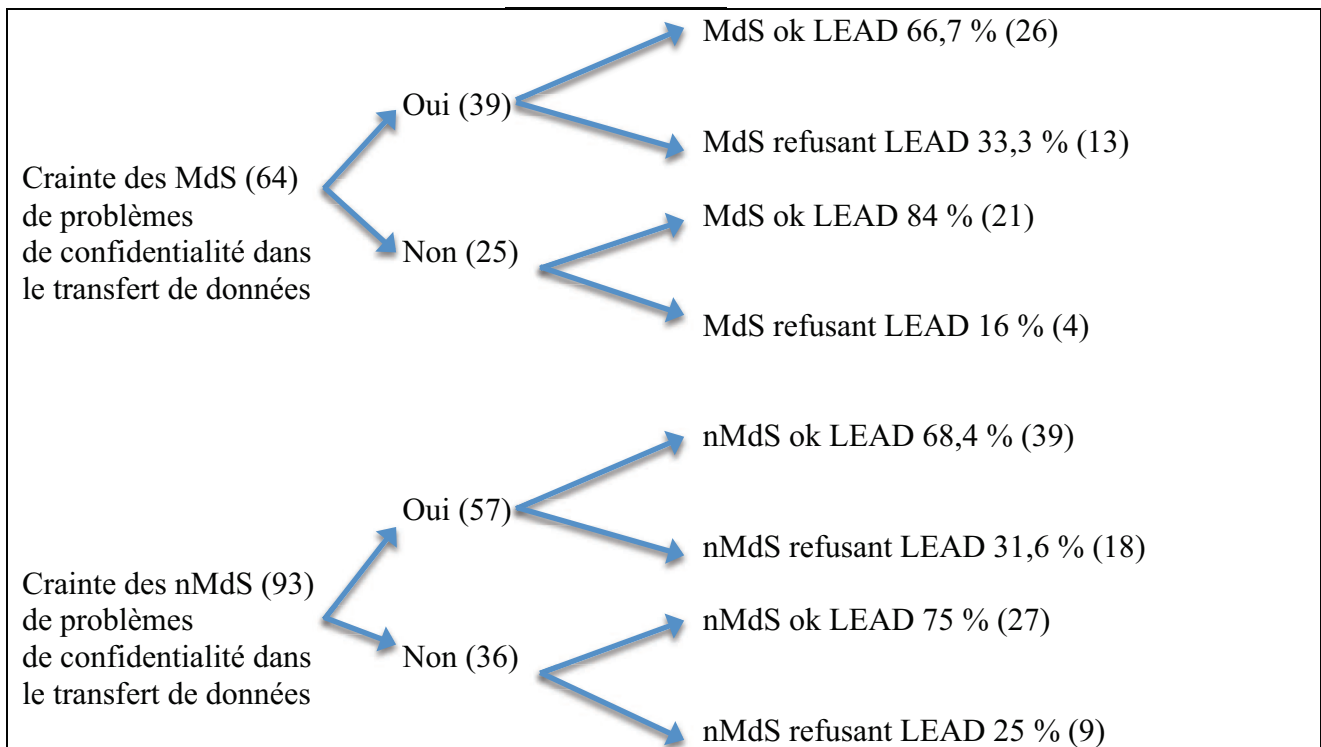 MdS ok LEAD 66,7 % (26)
Oui (39)
MdS refusant LEAD 33,3 % (13)
Crainte des MdS (64)
de problèmes
de confidentialité dans
le transfert de données
MdS ok LEAD 84 % (21)
Non (25)
MdS refusant LEAD 16 % (4)
nMdS ok LEAD 68,4 % (39)
Oui (57)
nMdS refusant LEAD 31,6 % (18)
Crainte des nMdS (93)
de problèmes
de confidentialité dans
le transfert de données
nMdS ok LEAD 75 % (27)
Non (36)
nMdS refusant LEAD 25 % (9)